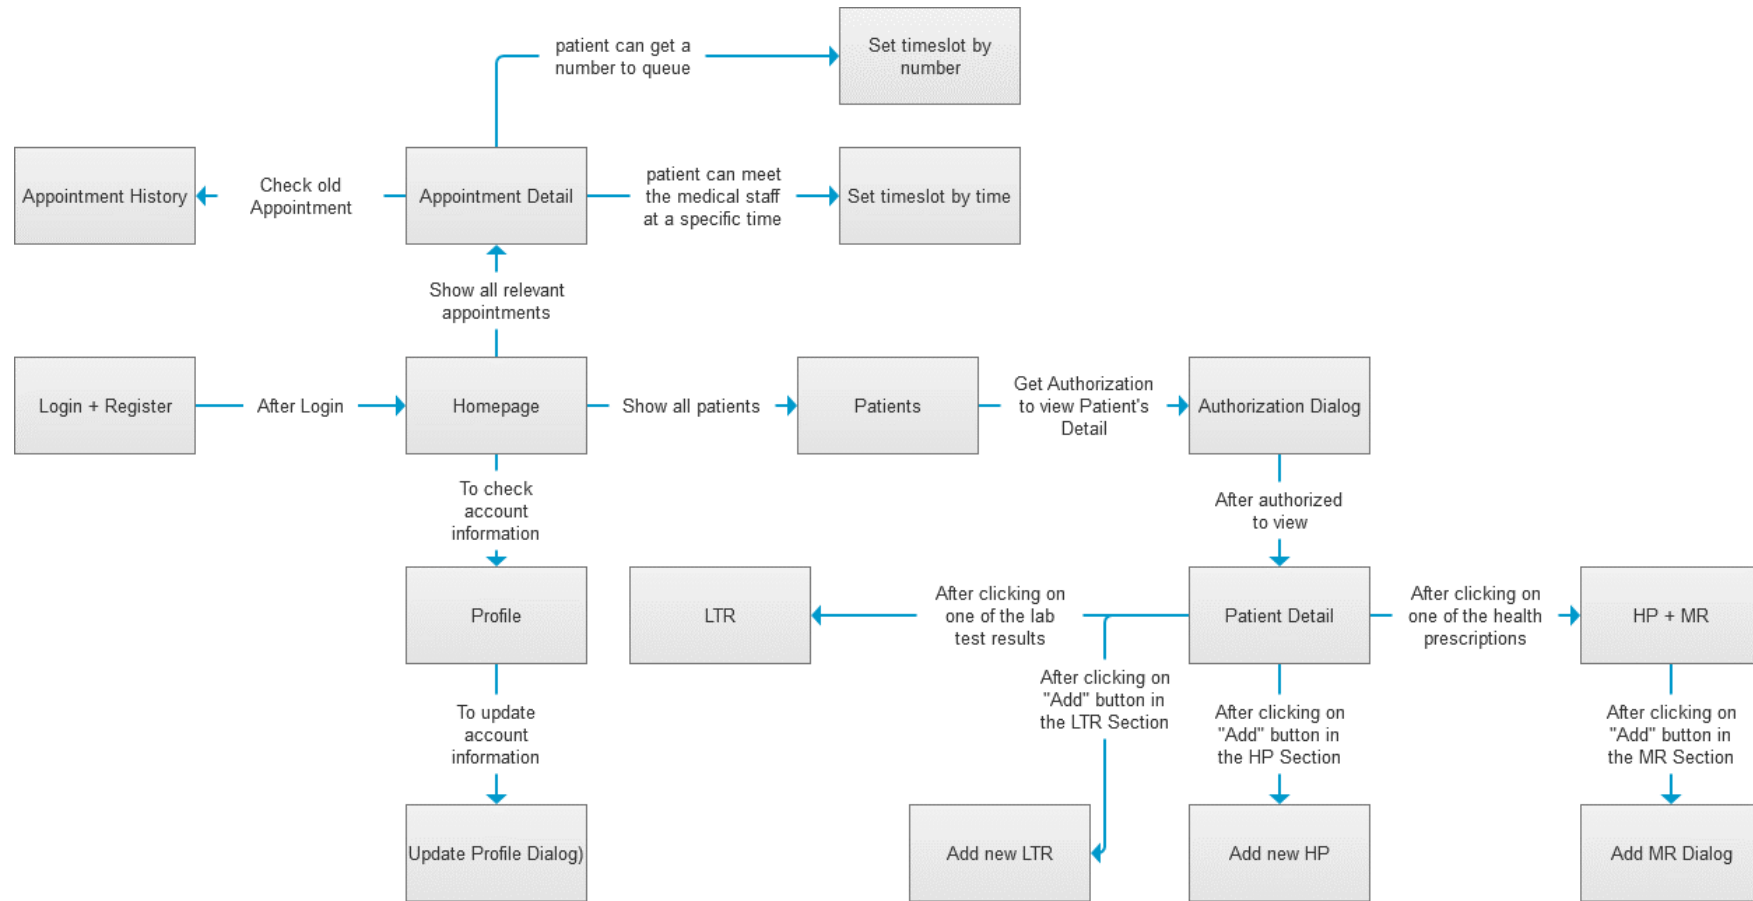 patient can get a
number to queue
Set timeslot by
number
Appointment History
Check old
Appointment
Appointment Detail
patient can meet
the medical staff
at a specific time
Set timeslot by time
Show all relevant
appointments
Login + Register
After Login
Homepage
Show all patients
Patients
Get Authorization
to view Patient's
Detail
Authorization Dialog
To check
account
information
After authorized
to view
Profile
LTR
After clicking on
one of the lab
test results
Patient Detail
After clicking on
one of the health
prescriptions
HP + MR
To update
account
information
After clicking on
"Add" button in
the LTR Section
After clicking on
"Add" button in
the HP Section
After clicking on
"Add" button in
the MR Section
Update Profile Dialog)
Add new LTR
Add new HP
Add MR Dialog